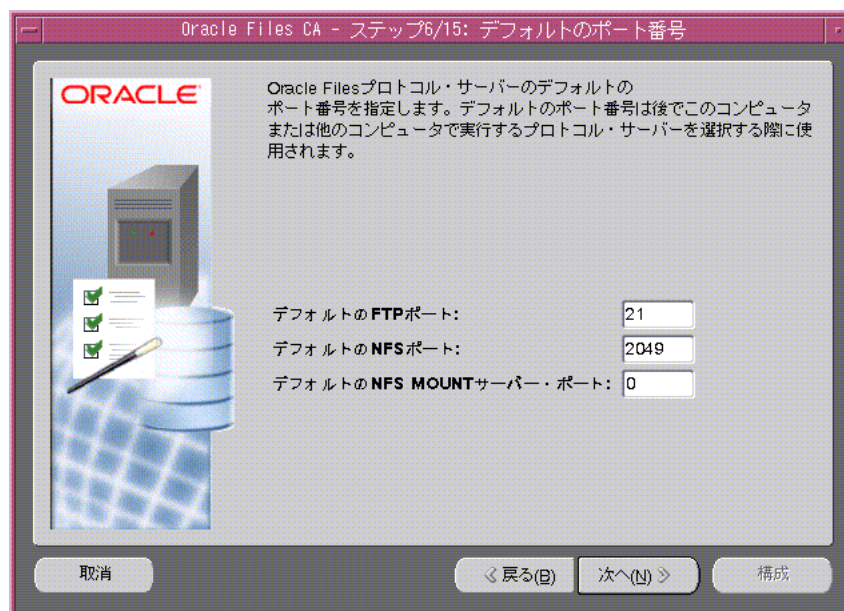 Oracle Files CA - ステップ6/15: デフォルトのポート番号
ORACLE
Oracle Filesプロトコル・サーバーのデフォルトの
ポート番号を指定します。デフォルトのポート番号は後でこのコンピュータ
または他のコンピュータで実行するプロトコル・サーバーを選択する際に使
用されます。
デフォルトのFTPポート: 21
デフォルトのNFSポート: 2049
デフォルトのNFS MOUNTサーバー・ポート: 0
取消 ≪戻る(B) 次へ(N)≫ 構成